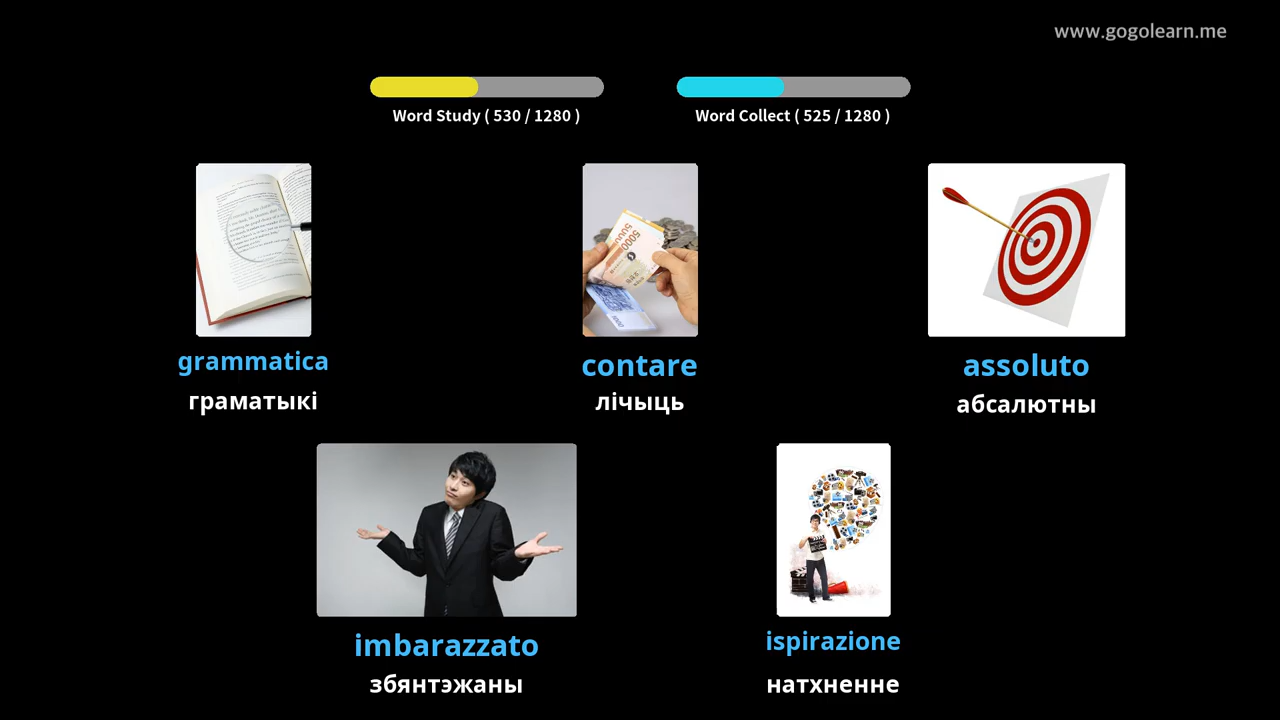 www.gogolearn.me
Word Study ( 530 / 1280 )
Word Collect ( 525 / 1280 )
grammatica
contare
assoluto
граматыкі
лічыць
абсалютны
imbarazzato
ispirazione
збянтэжаны
натхненне